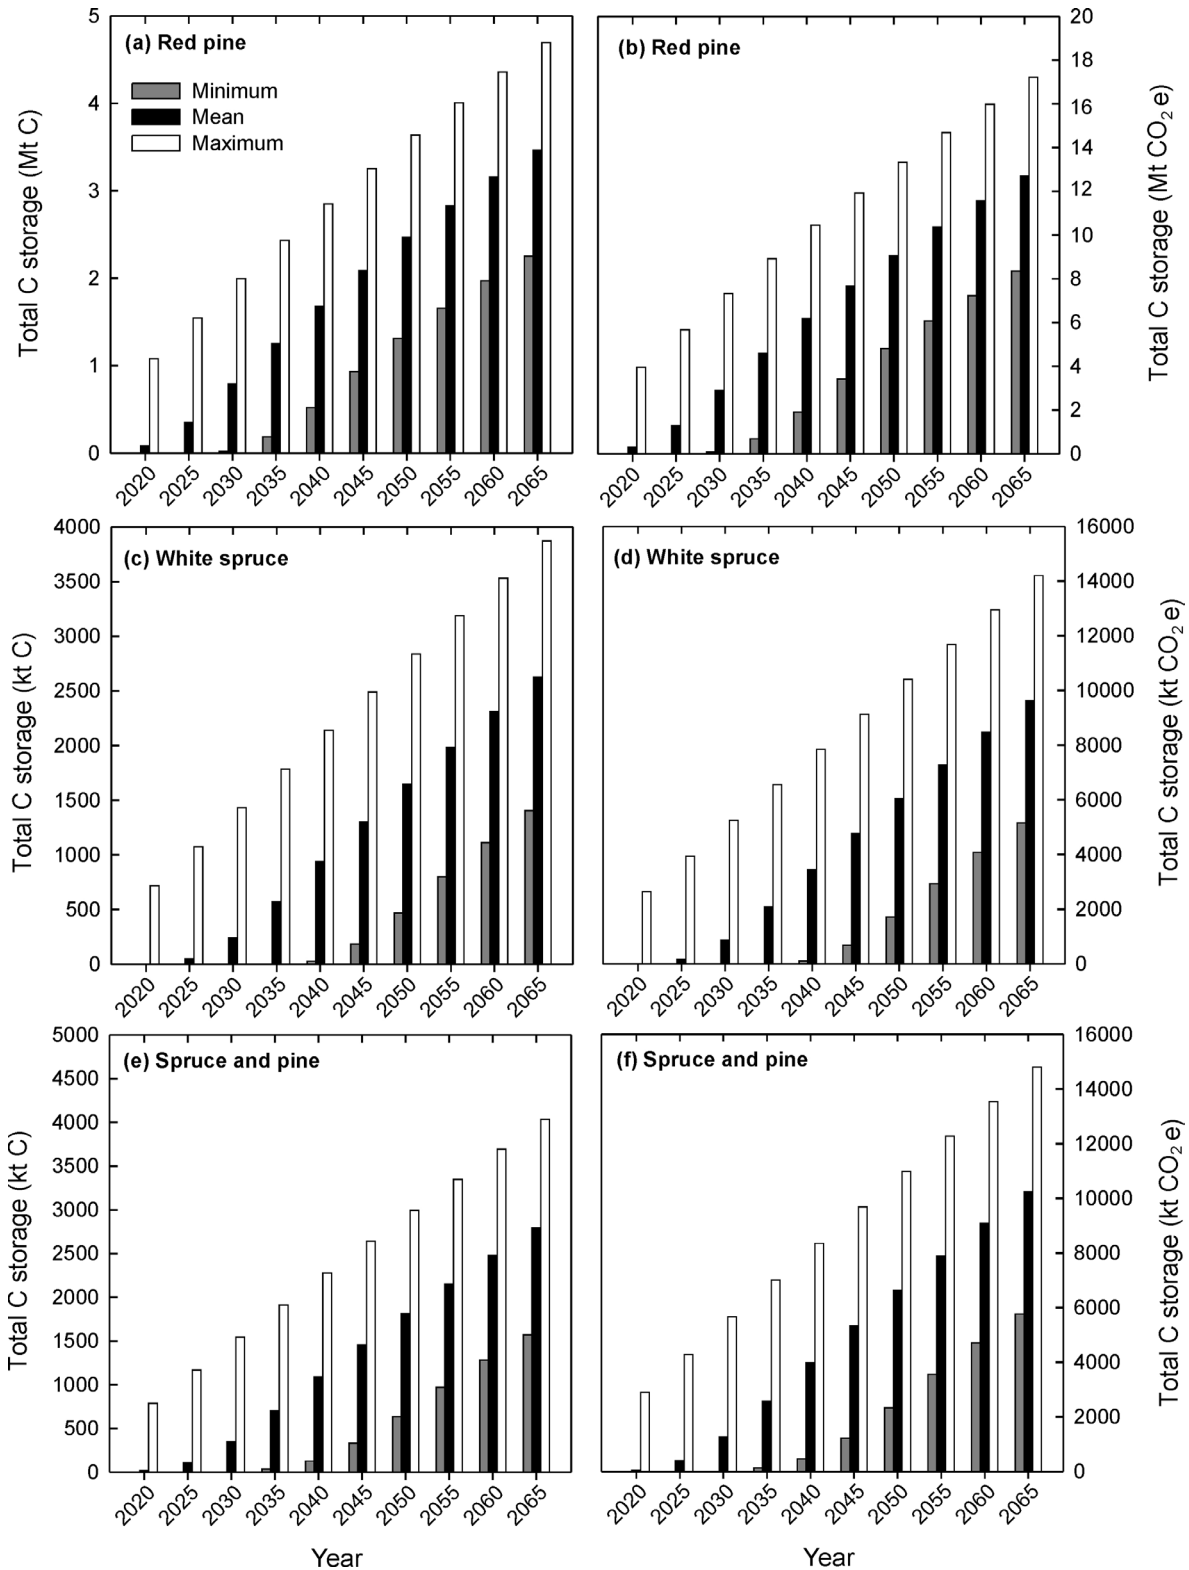 (a) Red pine
Minimum
Mean
Maximum
Total C storage (Mt C)
5
4
3
2
1
0
2020 2025 2030 2035 2040 2045 2050 2055 2060 2065
(b) Red pine
Total C storage (Mt CO2 e)
20
18
16
14
12
10
8
6
4
2
0
2020 2025 2030 2035 2040 2045 2050 2055 2060 2065
(c) White spruce
Total C storage (kt C)
4000
3500
3000
2500
2000
1500
1000
500
0
2020 2025 2030 2035 2040 2045 2050 2055 2060 2065
(d) White spruce
Total C storage (kt CO2 e)
16000
14000
12000
10000
8000
6000
4000
2000
0
2020 2025 2030 2035 2040 2045 2050 2055 2060 2065
(e) Spruce and pine
Total C storage (kt C)
5000
4500
4000
3500
3000
2500
2000
1500
1000
500
0
2020 2025 2030 2035 2040 2045 2050 2055 2060 2065
Year
(f) Spruce and pine
Total C storage (kt CO2 e)
16000
14000
12000
10000
8000
6000
4000
2000
0
2020 2025 2030 2035 2040 2045 2050 2055 2060 2065
Year